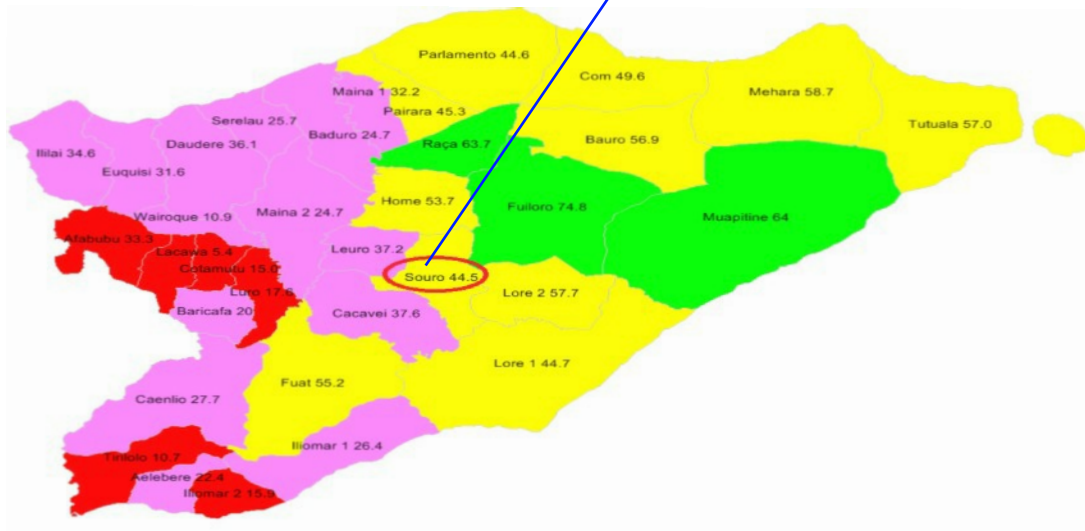 Parlamento 44.6
Com 49.6
Maina 1 32.2
Mehara 58.7
Pairara 45.3
Serelau 25.7
Tutuala 57.0
Daudere 36.1
Baduro 24.7
Raça 63.7
Bauro 56.9
Ililai 34.6
Euquisi 31.6
Home 53.7
Fuiloro 74.8
Wairoque 10.9
Maina 2 24.7
Muapitine 64
Afabubu 33.3
Leuro 37.2
Lacawa 5.4
Cotamutu 15.0
Souro 44.5
Luro 17.6
Lore 2 57.7
Baricafa 20
Cacavei 37.6
Lore 1 44.7
Fuat 55.2
Caenlio 27.7
Iliomar 1 26.4
Tirilolo 10.7
Aelebere 22.4
Illomar 2 15.9